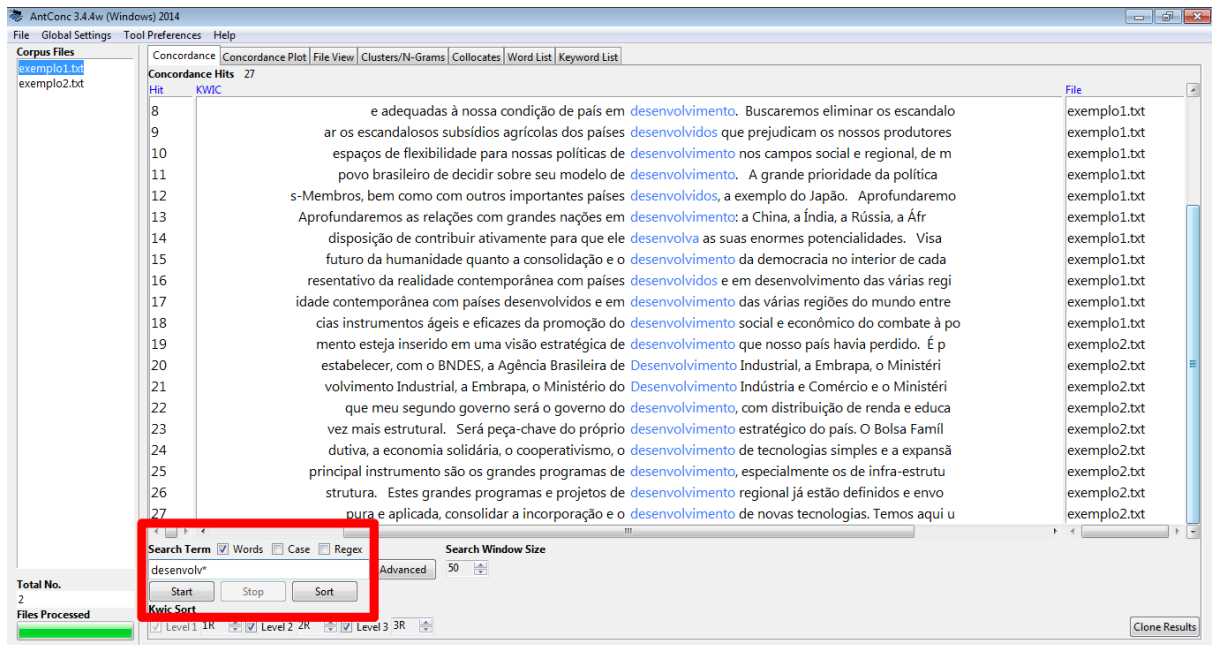 AntConc 3.4.4w (Windows) 2014
File Global Settings Tool Preferences Help
Corpus Files
exemplo1.txt
exemplo2.txt
Concordance Concordance Plot File View Clusters/N-Grams Collocates Word List Keyword List
Concordance Hits 27
Hit KWIC File
8 e adequadas à nossa condição de país em desenvolvimento. Buscaremos eliminar os escandalo exemplo1.txt
9 ar os escandalosos subsídios agrícolas dos países desenvolvidos que prejudicam os nossos produtores exemplo1.txt
10 espaços de flexibilidade para nossas políticas de desenvolvimento nos campos social e regional, de m exemplo1.txt
11 povo brasileiro de decidir sobre seu modelo de desenvolvimento. A grande prioridade da política exemplo1.txt
12 s-Membros, bem como com outros importantes países desenvolvidos, a exemplo do Japão. Aprofundaremo exemplo1.txt
13 Aprofundaremos as relações com grandes nações em desenvolvimento: a China, a Índia, a Rússia, a Áfr exemplo1.txt
14 disposição de contribuir ativamente para que ele desenvolva as suas enormes potencialidades. Visa exemplo1.txt
15 futuro da humanidade quanto a consolidação e o desenvolvimento da democracia no interior de cada exemplo1.txt
16 resentativo da realidade contemporânea com países desenvolvidos e em desenvolvimento das várias regi exemplo1.txt
17 idade contemporânea com países desenvolvidos e em desenvolvimento das várias regiões do mundo entre exemplo1.txt
18 cias instrumentos ágeis e eficazes da promoção do desenvolvimento social e econômico do combate à po exemplo1.txt
19 mento esteja inserido em uma visão estratégica de desenvolvimento que nosso país havia perdido. É p exemplo2.txt
20 estabelecer, com o BNDES, a Agência Brasileira de Desenvolvimento Industrial, a Embrapa, o Ministéri exemplo2.txt
21 volvimento Industrial, a Embrapa, o Ministério do Desenvolvimento Indústria e Comércio e o Ministéri exemplo2.txt
22 que meu segundo governo será o governo do desenvolvimento, com distribuição de renda e educa exemplo2.txt
23 vez mais estrutural. Será peça-chave do próprio desenvolvimento estratégico do país. O Bolsa Famíl exemplo2.txt
24 dutiva, a economia solidária, o cooperativismo, o desenvolvimento de tecnologias simples e a expansã exemplo2.txt
25 principal instrumento são os grandes programas de desenvolvimento, especialmente os de infra-estrutu exemplo2.txt
26 strutura. Estes grandes programas e projetos de desenvolvimento regional já estão definidos e envo exemplo2.txt
27 pura e aplicada, consolidar a incorporação e o desenvolvimento de novas tecnologias. Temos aqui u exemplo2.txt
Search Term Words Case Regex Search Window Size
desenvolv* Advanced 50
Start Stop Sort
Total No.
2
Files Processed
Kwic Sort
Level 1 1R Level 2 2R Level 3 3R Clone Results